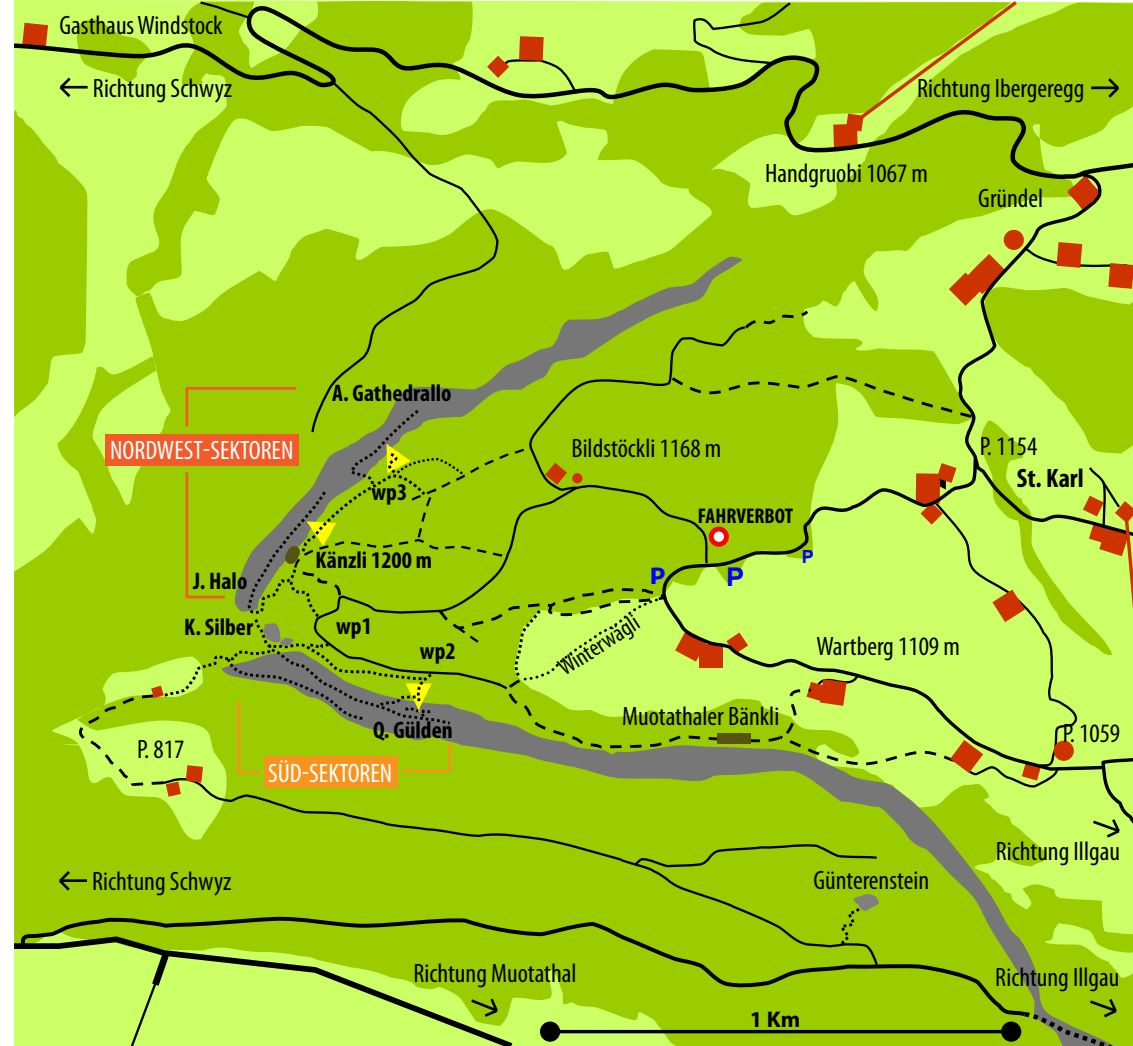 Gasthaus Windstock
← Richtung Schwyz
Richtung Ibergeregg →
Handgruobi 1067 m
Gründel
A. Gathedrallo
NORDWEST-SEKTOREN
Bildstöckli 1168 m
P. 1154
St. Karl
wp3
FAHRVERBOT
Känzli 1200 m
P
P
P
J. Halo
K. Silber
wp1
wp2
Winterwägli
Wartberg 1109 m
Muotathaler Bänkli
Q. Gülden
P. 1059
P. 817
SÜD-SEKTOREN
Richtung Illgau
← Richtung Schwyz
Günterenstein
Richtung Muotathal
Richtung Illgau
1 Km